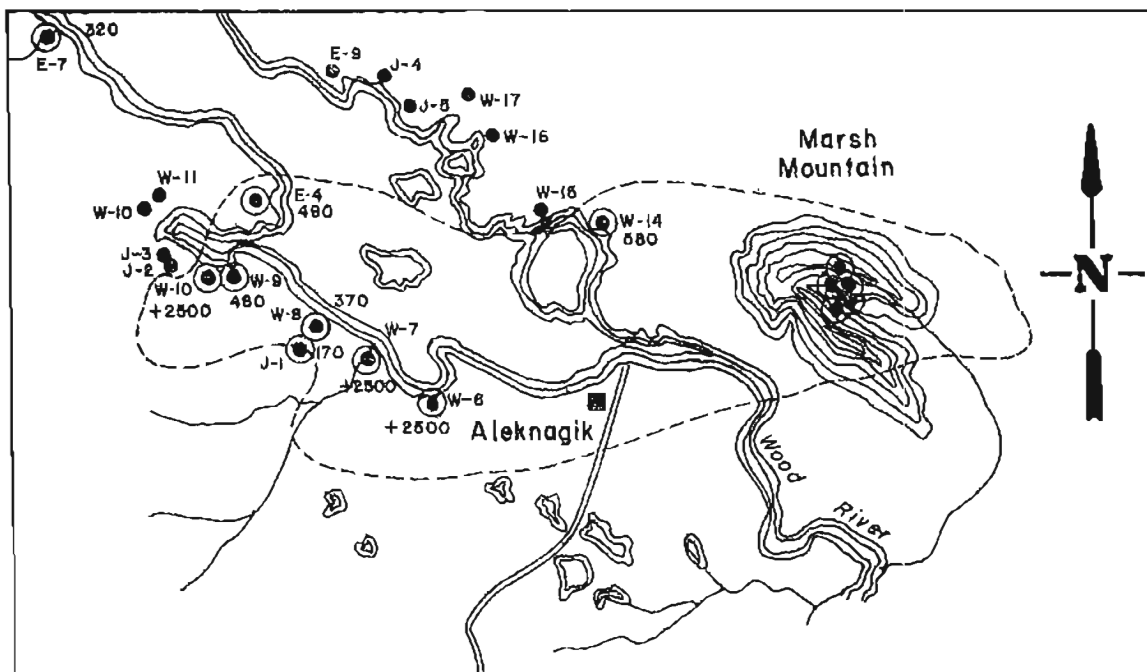 320
E-7
E-9
J-4
J-5
W-17
W-16
Marsh
Mountain
W-11
W-10
E-4
480
W-15
W-14
580
J-3
J-2
W-10
+2500
W-9
480
N
370
W-8
W-7
J-1
170
+2500
W-6
+2500
Aleknagik
Wood
River